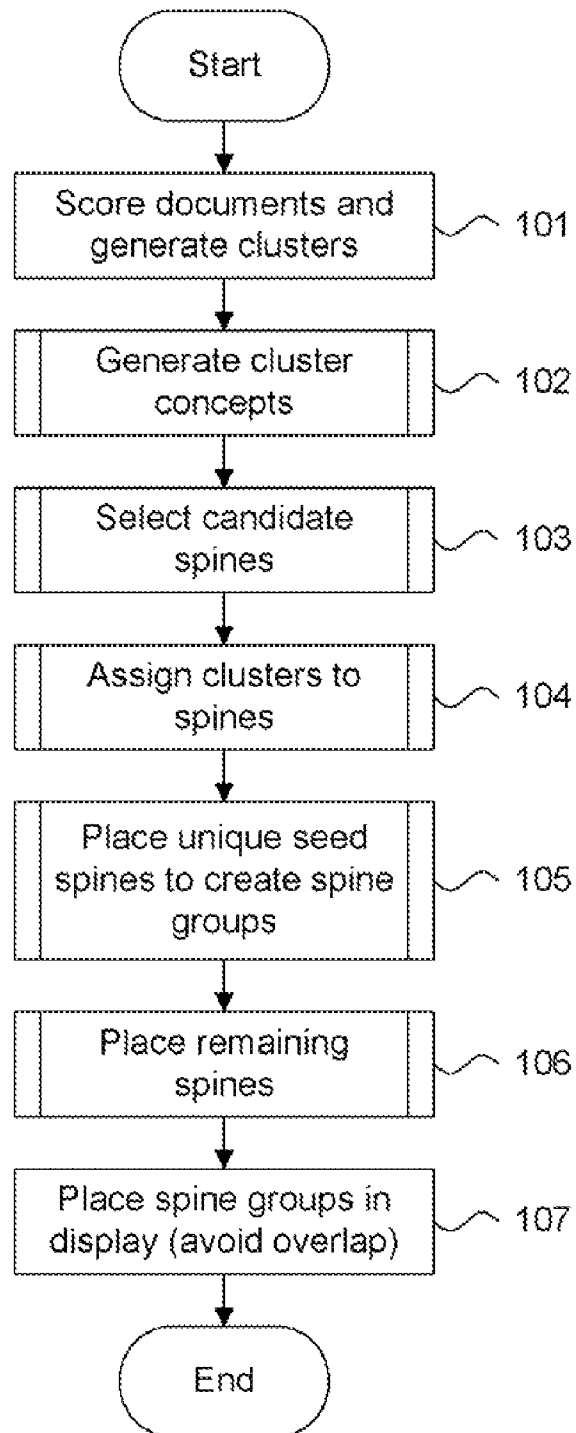 Start
Score documents and
generate clusters
101
Generate cluster
concepts
102
Select candidate
spines
103
Assign clusters to
spines
104
Place unique seed
spines to create spine
groups
105
Place remaining
spines
106
Place spine groups in
display (avoid overlap)
107
End